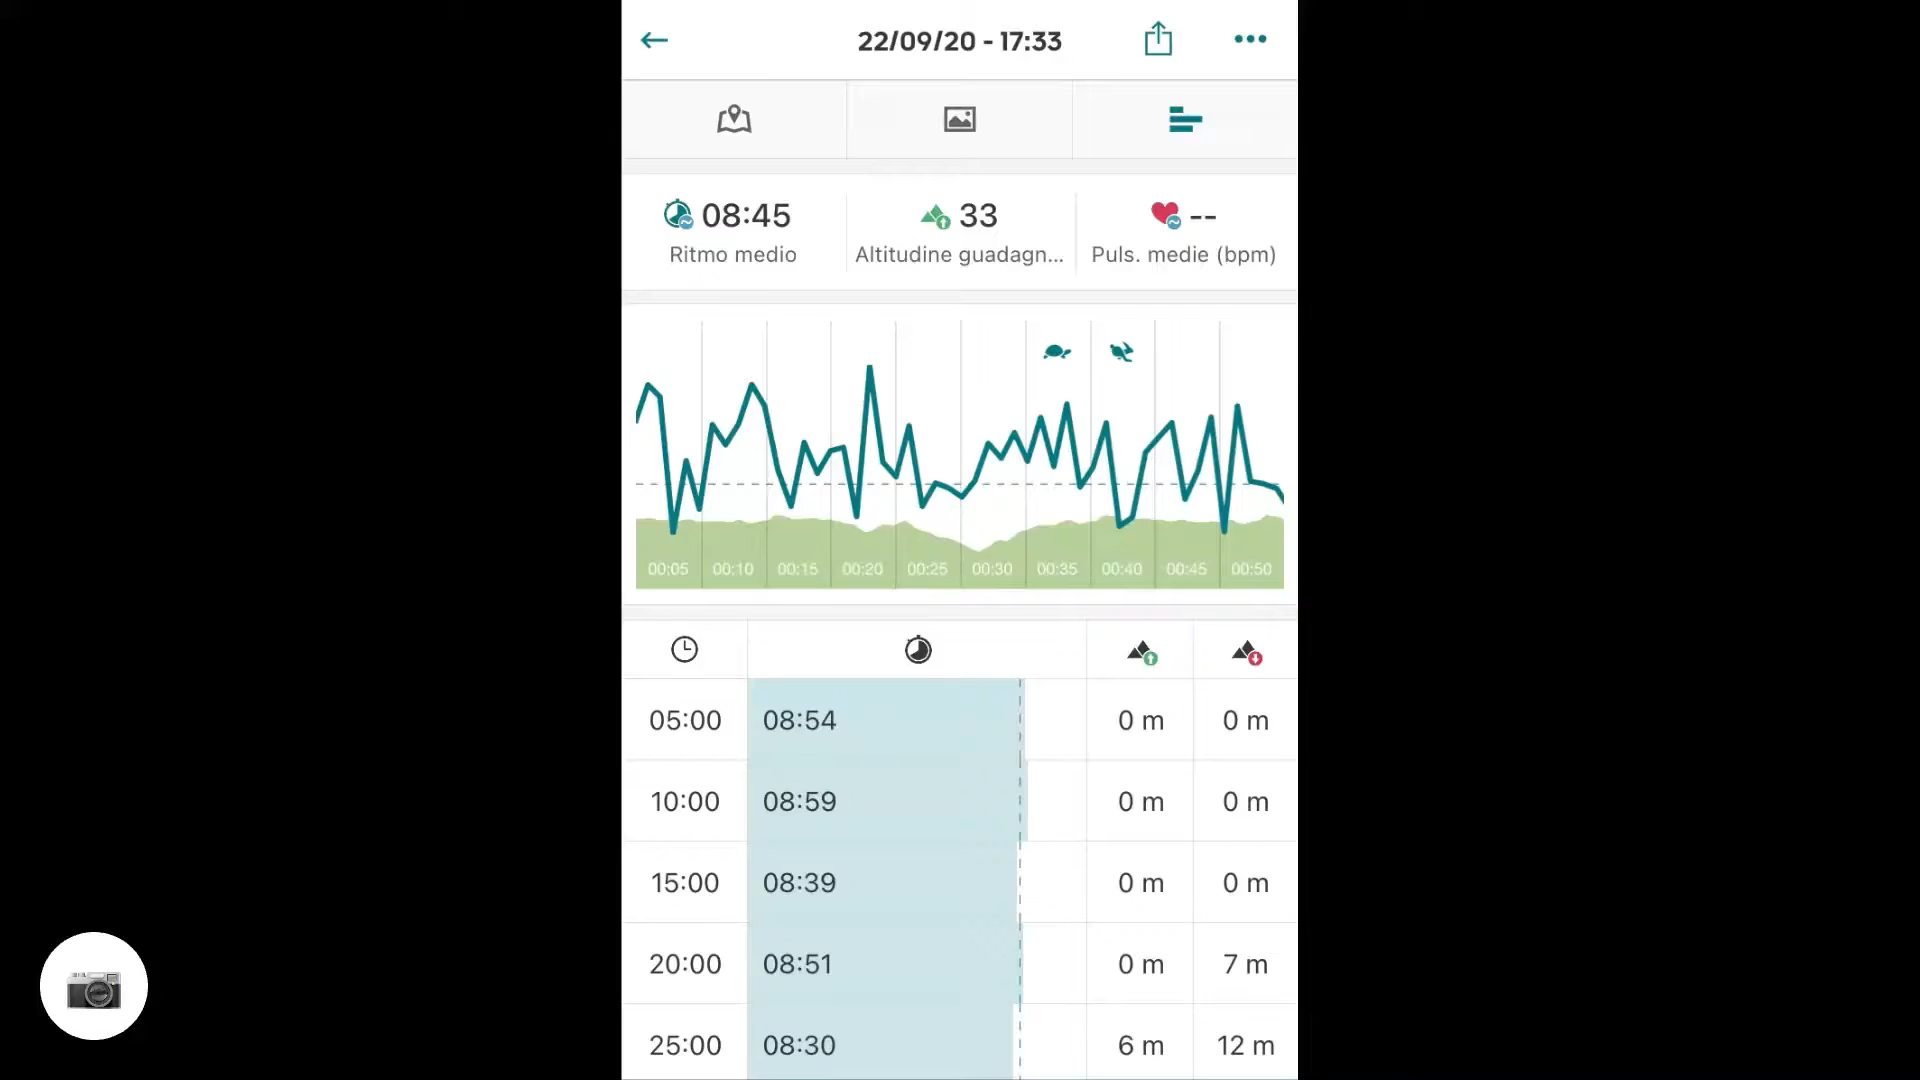 22/09/20 - 17:33
08:45 33 --
Ritmo medio Altitudine guadagn... Puls. medie (bpm)
00:05 00:10 00:15 00:20 00:25 00:30 00:35 00:40 00:45 00:50
05:00 08:54 0 m 0 m
10:00 08:59 0 m 0 m
15:00 08:39 0 m 0 m
20:00 08:51 0 m 7 m
25:00 08:30 6 m 12 m